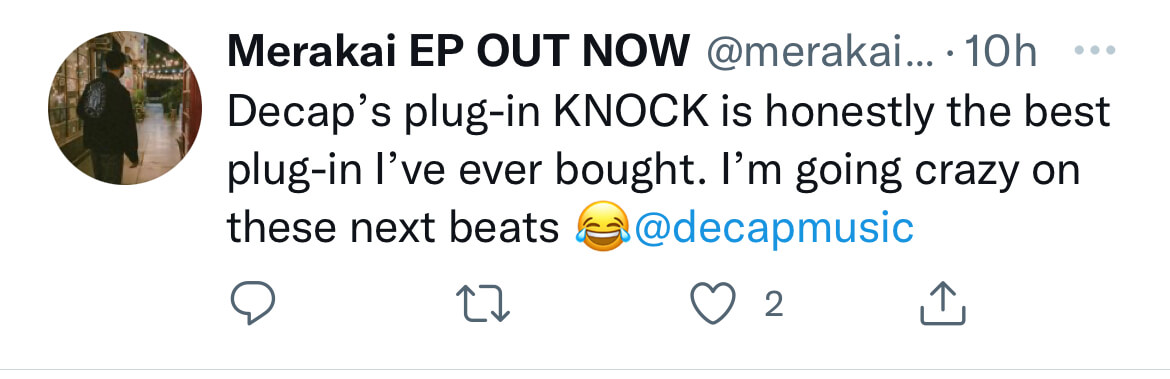 Merakai EP OUT NOW @merakai... · 10h
Decap’s plug-in KNOCK is honestly the best
plug-in I’ve ever bought. I’m going crazy on
these next beats 😂@decapmusic
2